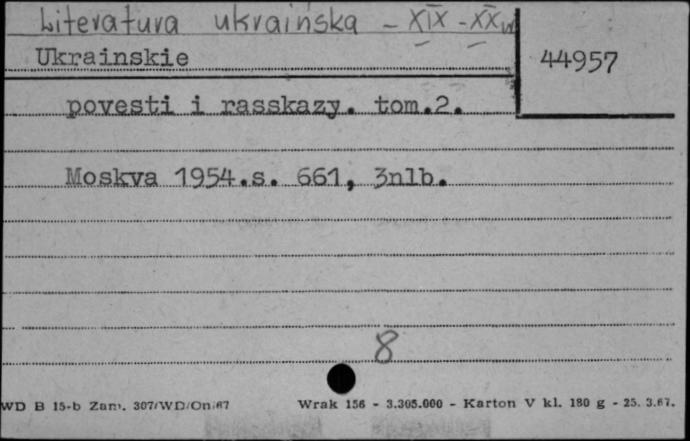 Literatura ukraińska - XIX - XX w
Ukrainskie
44957
povesti i rasskazy. tom.2.
Moskva 1954.s. 661, 3nlb.
8
WD B 15-b Zam. 307/WD/On/67 Wrak 156 - 3.305.000 - Karton V kl. 180 g - 25. 3.67.